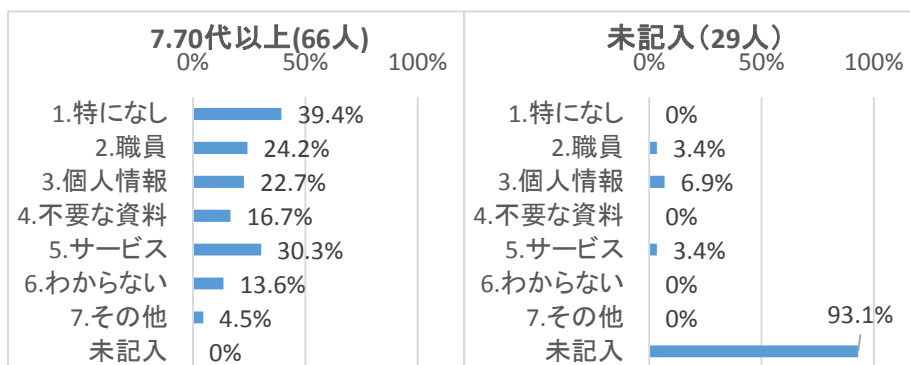 7.70代以上(66人)
0% 50% 100%
1.特になし 39.4%
2.職員 24.2%
3.個人情報 22.7%
4.不要な資料 16.7%
5.サービス 30.3%
6.わからない 13.6%
7.その他 4.5%
未記入 0%
未記入（29人）
0% 50% 100%
1.特になし 0%
2.職員 3.4%
3.個人情報 6.9%
4.不要な資料 0%
5.サービス 3.4%
6.わからない 0%
7.その他 0%
未記入 93.1%